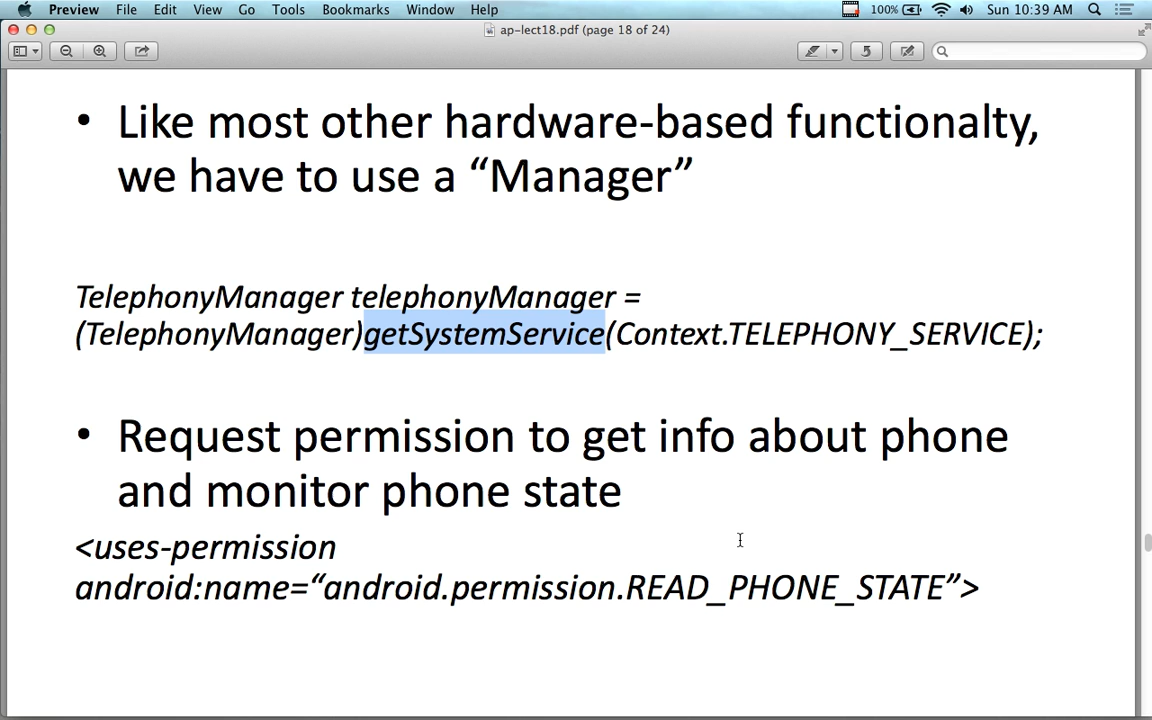 Preview File Edit View Go Tools Bookmarks Window Help 100% Sun 10:39 AM
ap-lect18.pdf (page 18 of 24)
• Like most other hardware-based functionalty,
we have to use a “Manager”
TelephonyManager telephonyManager =
(TelephonyManager)getSystemService(Context.TELEPHONY_SERVICE);
• Request permission to get info about phone
and monitor phone state
<uses-permission
android:name=“android.permission.READ_PHONE_STATE”>